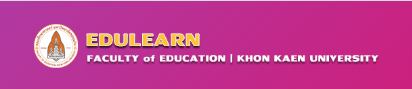 EDULEARN
FACULTY of EDUCATION | KHON KAEN UNIVERSITY